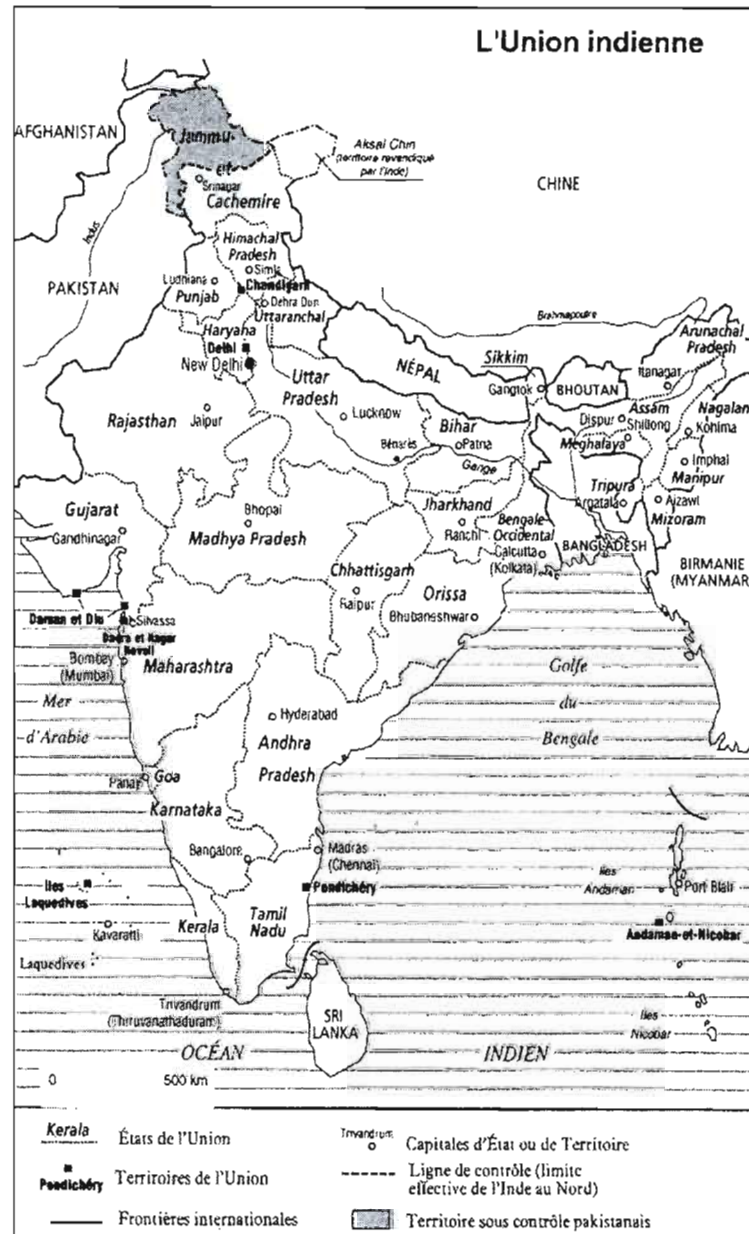 L'Union indienne
AFGHANISTAN
Jammu
et
Srinagar
Cachemire
Aksai Chin
(territoire revendiqué
par l'Inde)
CHINE
Indus
PAKISTAN
Himachal
Pradesh
Simla
Ludhiana
Punjab
Chandigarh
Dehra Dun
Uttaranchal
Haryana
Delhi
New Delhi
Brahmapoutre
Arunachal
Pradesh
NÉPAL
Sikkim
Gangtok
BHOUTAN
Itanagar
Uttar
Pradesh
Rajasthan
Jaipur
Lucknow
Bihar
Patna
Bénarès
Gange
Assam
Dispur
Shillong
Meghalaya
Nagalan
Kohima
Imphal
Manipur
Tripura
Agatala
Ajzawl
Mizoram
Gujarat
Gandhinagar
Bhopal
Madhya Pradesh
Jharkhand
Ranchi
Bengale-
Occidental
Calcutta
(Kolkata)
BANGLADESH
BIRMANIE
(MYANMAR
Chhattisgarh
Raipur
Orissa
Bhubaneshwar
Daman et Diu
Silvassa
Dadra et Nagar
Haveli
Bombay
(Mumbai)
Maharashtra
Mer
d'Arabie
Golfe
du
Bengale
Hyderabad
Andhra
Pradesh
Panaji
Goa
Karnataka
Bangalore
Madras
(Chennai)
Pondichéry
Iles
Laquedives
Kavaratti
Laquedives
Kerala
Tamil
Nadu
Iles
Andaman
Port Blair
Andaman-et-Nicobar
Trivandrum
(Thiruvanathaduram)
SRI
LANKA
Iles
Nicobar
OCÉAN INDIEN
0 500 km
Kerala États de l'Union
Pondichéry Territoires de l'Union
Frontières internationales
Trivandrum Capitales d'État ou de Territoire
Ligne de contrôle (limite
effective de l'Inde au Nord)
Territoire sous contrôle pakistanais